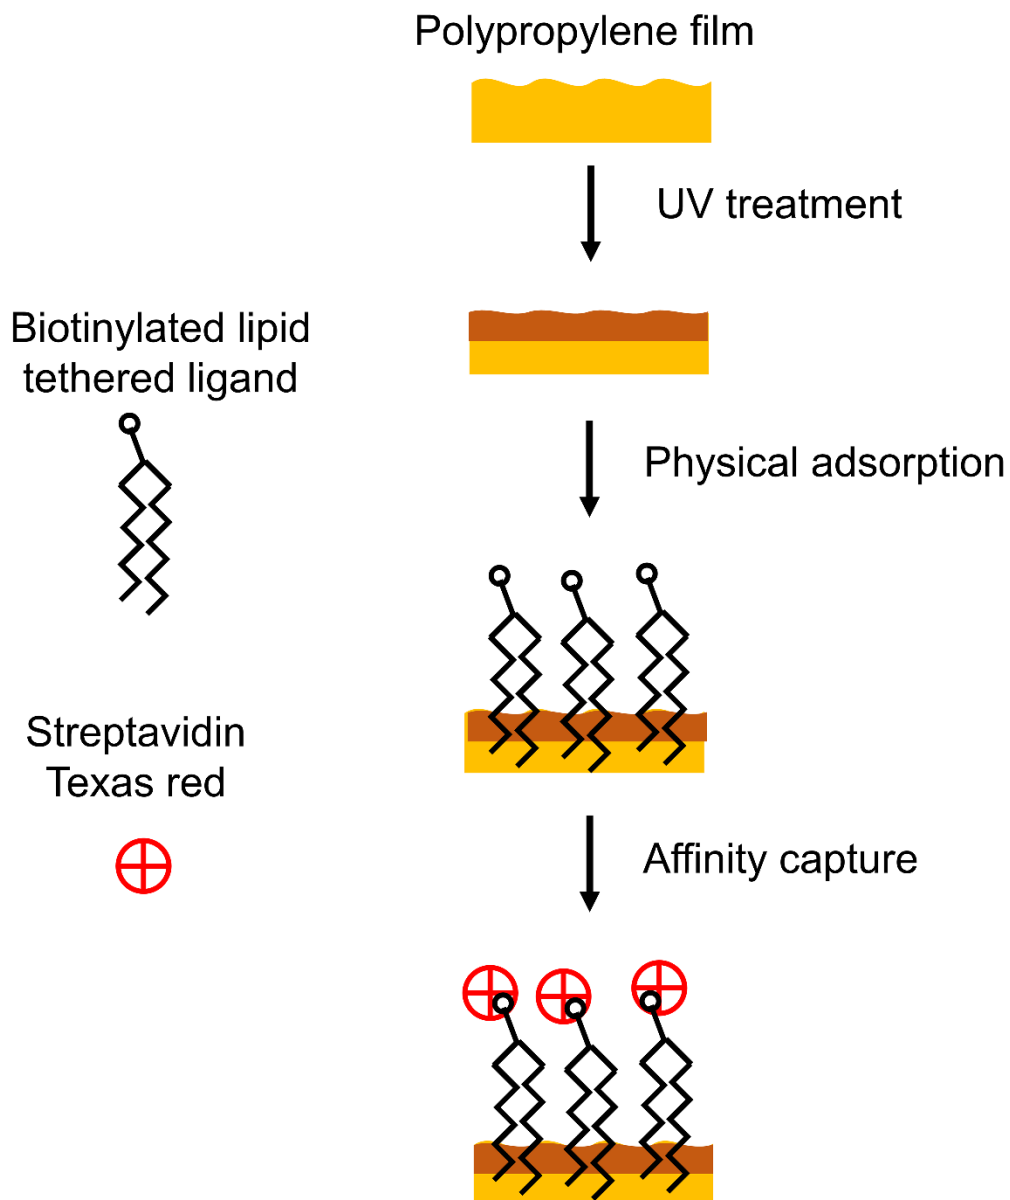 Polypropylene film
UV treatment
Biotinylated lipid
tethered ligand
Physical adsorption
Streptavidin
Texas red
Affinity capture